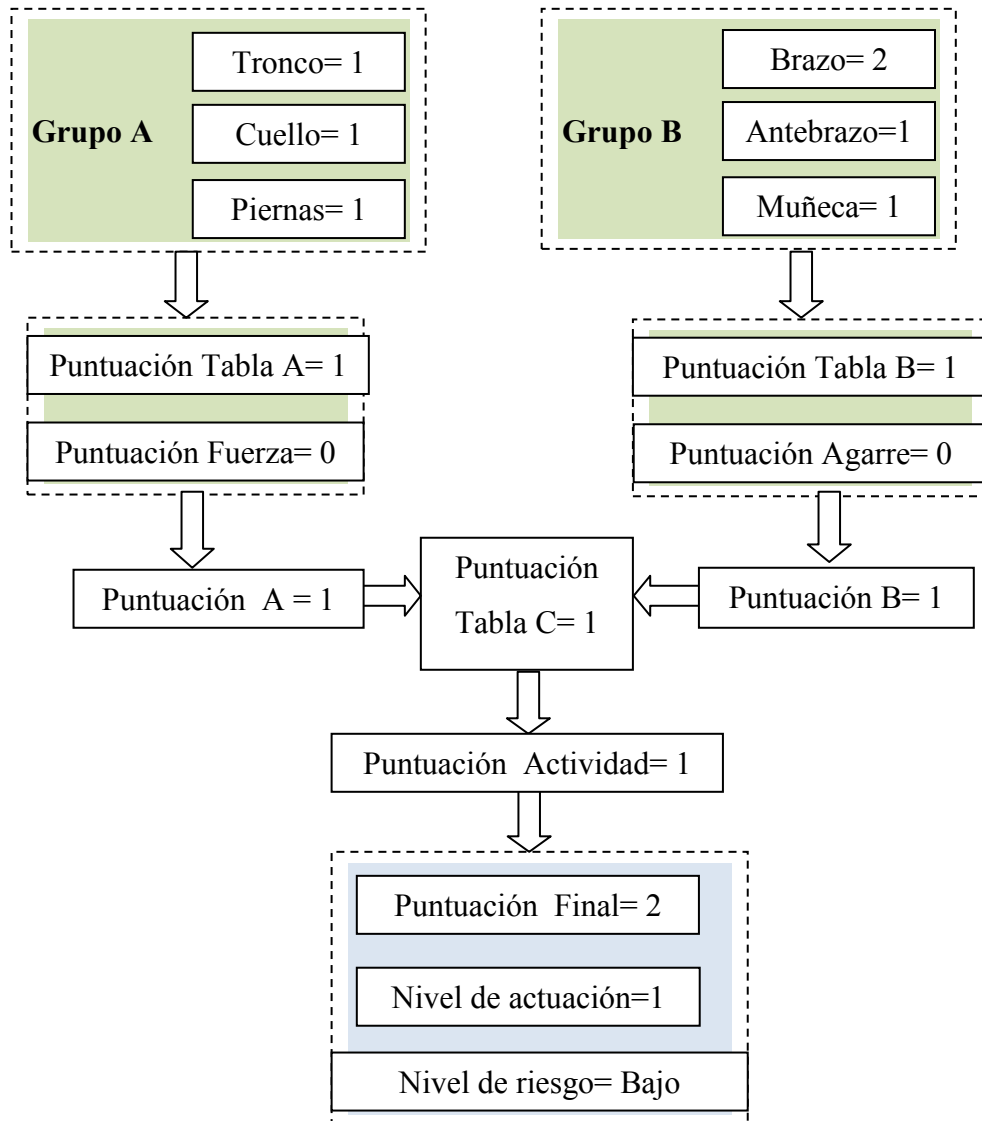 Grupo A
Tronco= 1
Cuello= 1
Piernas= 1
Grupo B
Brazo= 2
Antebrazo=1
Muñeca= 1
Puntuación Tabla A= 1
Puntuación Fuerza= 0
Puntuación Tabla B= 1
Puntuación Agarre= 0
Puntuación A = 1
Puntuación
Tabla C= 1
Puntuación B= 1
Puntuación Actividad= 1
Puntuación Final= 2
Nivel de actuación=1
Nivel de riesgo= Bajo